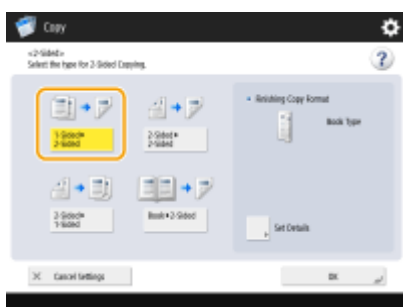 Copy
<2-Sided>
Select the type for 2-Sided Copying.
1-Sided▸
2-Sided
2-Sided▸
2-Sided
2-Sided▸
1-Sided
Book▸2-Sided
Finishing Copy Format
Book Type
Set Details
Cancel Settings
OK